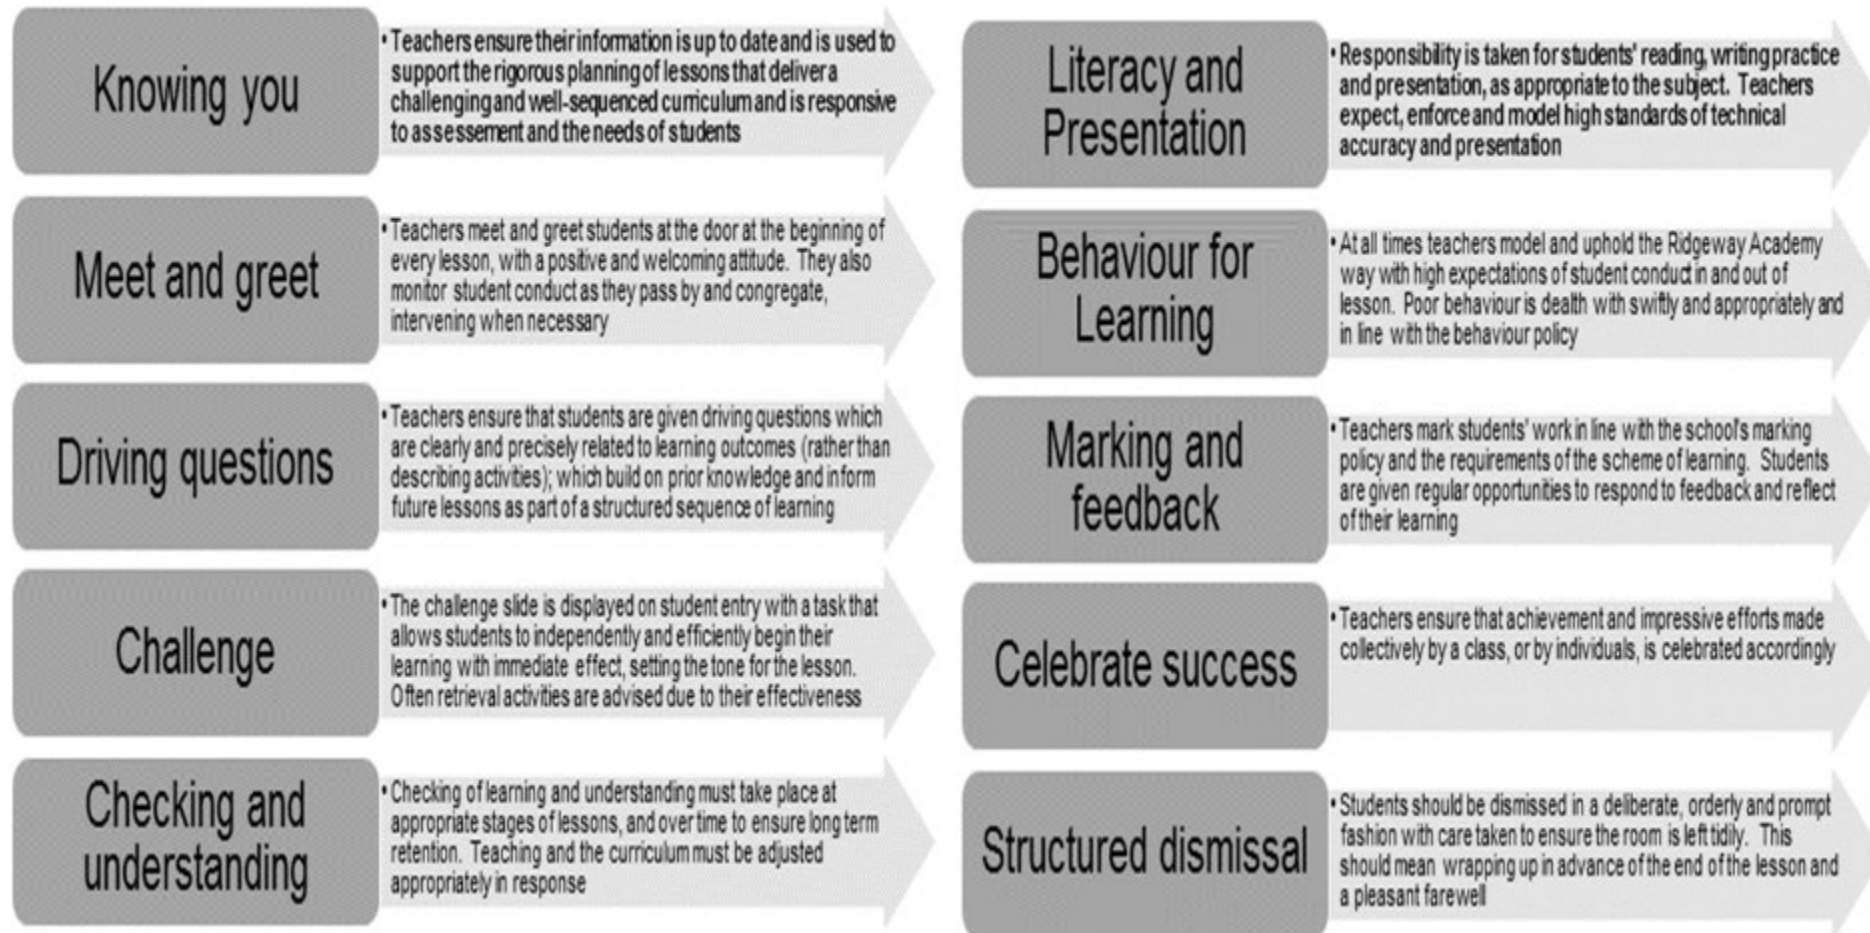 Knowing you
• Teachers ensure their information is up to date and is used to
support the rigorous planning of lessons that deliver a
challenging and well-sequenced curriculum and is responsive
to assessement and the needs of students
Meet and greet
• Teachers meet and greet students at the door at the beginning of
every lesson, with a positive and welcoming attitude. They also
monitor student conduct as they pass by and congregate,
intervening when necessary
Driving questions
• Teachers ensure that students are given driving questions which
are clearly and precisely related to learning outcomes (rather than
describing activities); which build on prior knowledge and inform
future lessons as part of a structured sequence of learning
Challenge
• The challenge slide is displayed on student entry with a task that
allows students to independently and efficiently begin their
learning with immediate effect, setting the tone for the lesson.
Often retrieval activities are advised due to their effectiveness
Checking and
understanding
• Checking of learning and understanding must take place at
appropriate stages of lessons, and over time to ensure long term
retention. Teaching and the curriculum must be adjusted
appropriately in response
Literacy and
Presentation
• Responsibility is taken for students' reading, writing practice
and presentation, as appropriate to the subject. Teachers
expect, enforce and model high standards of technical
accuracy and presentation
Behaviour for
Learning
• At all times teachers model and uphold the Ridgeway Academy
way with high expectations of student conduct in and out of
lesson. Poor behaviour is dealth with swiftly and appropriately and
in line with the behaviour policy
Marking and
feedback
• Teachers mark students' work in line with the school's marking
policy and the requirements of the scheme of learning. Students
are given regular opportunities to respond to feedback and reflect
of their learning
Celebrate success
• Teachers ensure that achievement and impressive efforts made
collectively by a class, or by individuals, is celebrated accordingly
Structured dismissal
• Students should be dismissed in a deliberate, orderly and prompt
fashion with care taken to ensure the room is left tidily. This
should mean wrapping up in advance of the end of the lesson and
a pleasant farewell